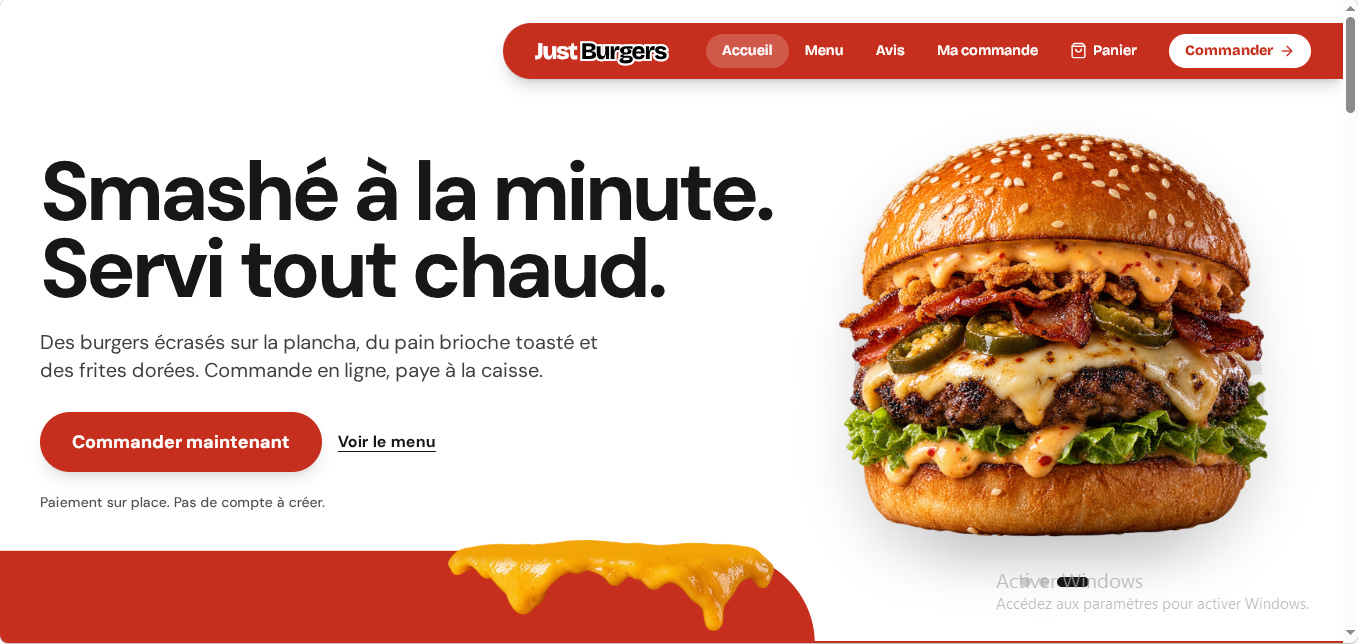 Just Burgers
Accueil
Menu
Avis
Ma commande
Panier
Commander →
Smashé à la minute.
Servi tout chaud.
Des burgers écrasés sur la plancha, du pain brioche toasté et
des frites dorées. Commande en ligne, paye à la caisse.
Commander maintenant
Voir le menu
Paiement sur place. Pas de compte à créer.
Activer Windows
Accédez aux paramètres pour activer Windows.